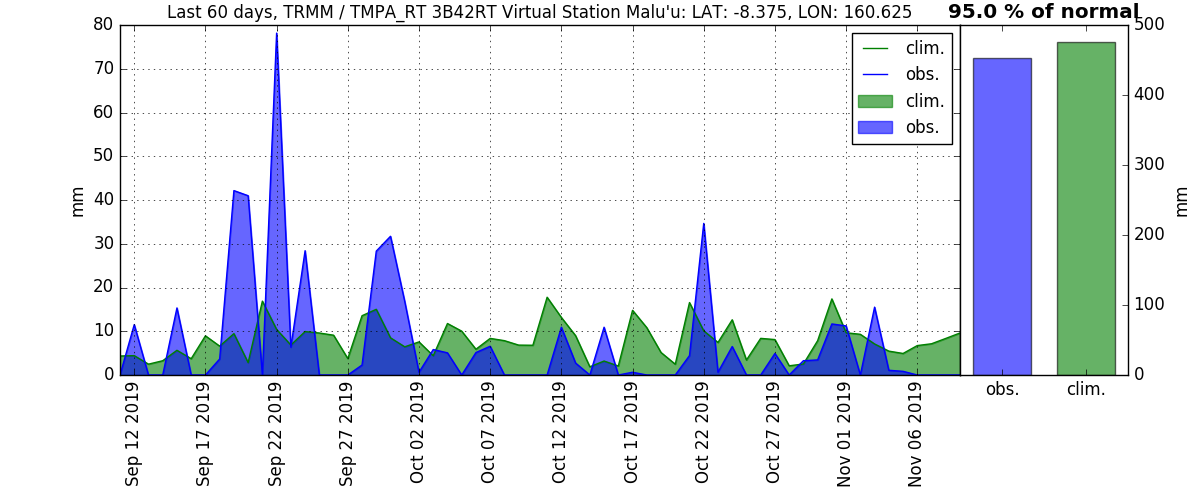 Last 60 days, TRMM / TMPA_RT 3B42RT Virtual Station Malu'u: LAT: -8.375, LON: 160.625
95.0 % of normal
80
70
60
50
40
30
20
10
0
mm
clim.
obs.
clim.
obs.
Sep 12 2019
Sep 17 2019
Sep 22 2019
Sep 27 2019
Oct 02 2019
Oct 07 2019
Oct 12 2019
Oct 17 2019
Oct 22 2019
Oct 27 2019
Nov 01 2019
Nov 06 2019
500
400
300
200
100
0
mm
obs.
clim.